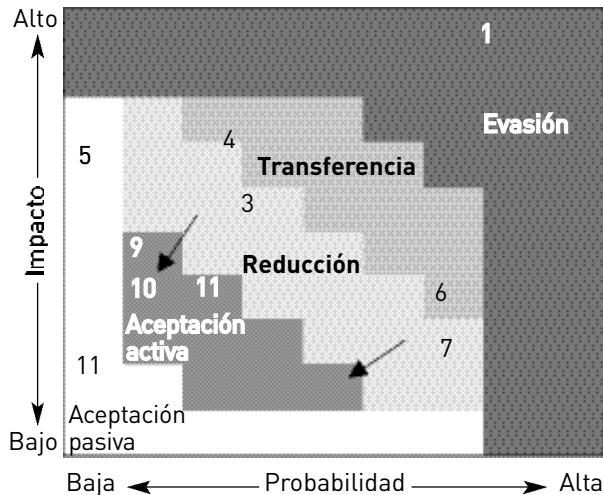 Alto
1
Evasión
4
5
Transferencia
3
Impacto
9
Reducción
10
11
6
Aceptación
activa
7
11
Aceptación
pasiva
Bajo
Baja
Probabilidad
Alta